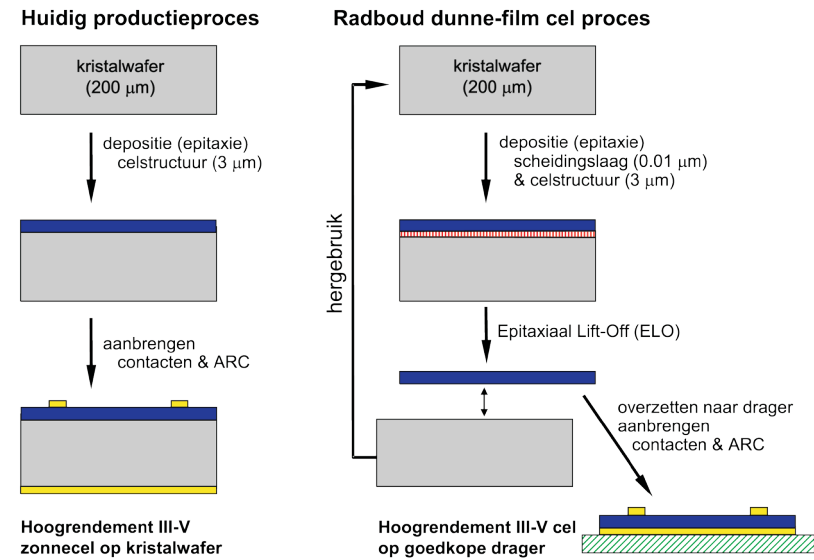 Huidig productieproces
kristalwafer
(200 µm)
depositie (epitaxie)
celstructuur (3 µm)
aanbrengen
contacten & ARC
Hoogrendement III-V
zonnecel op kristalwafer
Radboud dunne-film cel proces
kristalwafer
(200 µm)
depositie (epitaxie)
scheidingslaag (0.01 µm)
& celstructuur (3 µm)
hergebruik
Epitaxiaal Lift-Off (ELO)
overzetten naar drager
aanbrengen
contacten & ARC
Hoogrendement III-V cel
op goedkope drager